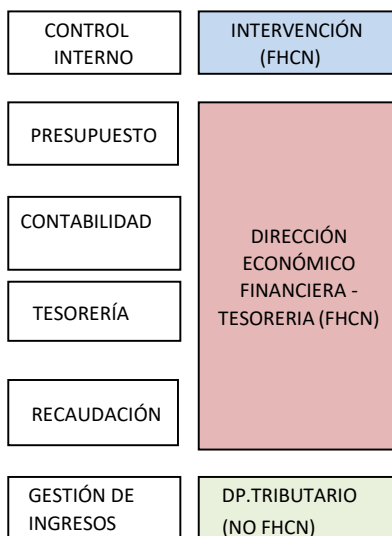 CONTROL
INTERNO
INTERVENCIÓN
(FHCN)
PRESUPUESTO
CONTABILIDAD
TESORERÍA
RECAUDACIÓN
DIRECCIÓN
ECONÓMICO
FINANCIERA -
TESORERIA (FHCN)
GESTIÓN DE
INGRESOS
DP.TRIBUTARIO
(NO FHCN)